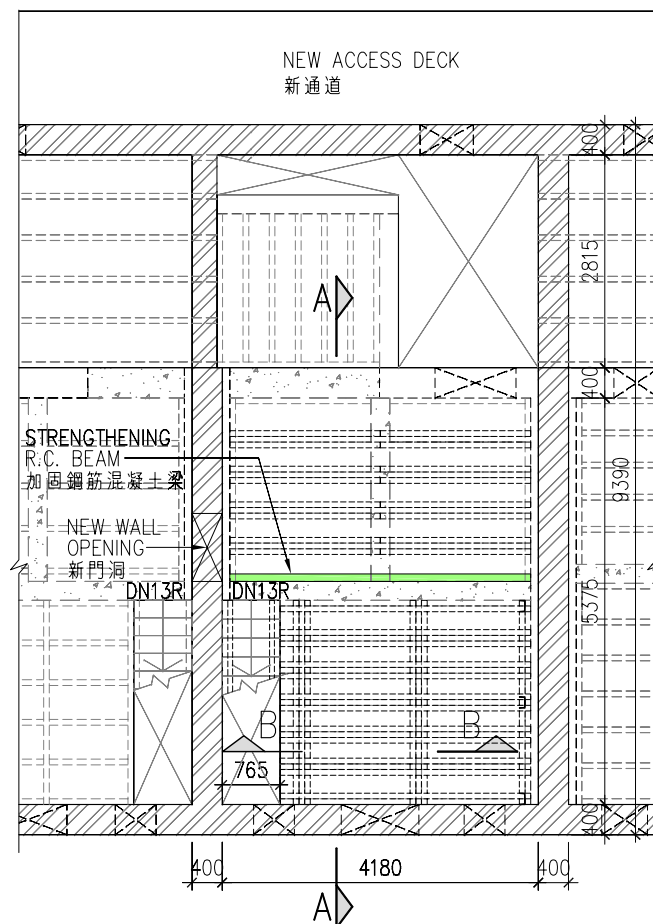 NEW ACCESS DECK
新通道
400
2815
A
400
STRENGTHENING
R.C. BEAM
加固鋼筋混凝土梁
9390
NEW WALL
OPENING
新門洞
DN13R
DN13R
5375
B
B
765
400
400
4180
400
A